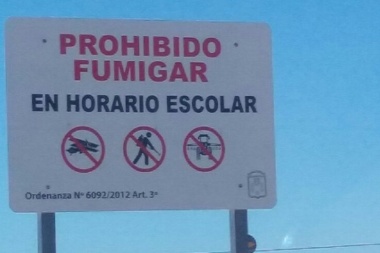 PROHIBIDO
FUMIGAR
EN HORARIO ESCOLAR
Ordenanza Nº 6092/2012 Art. 3º